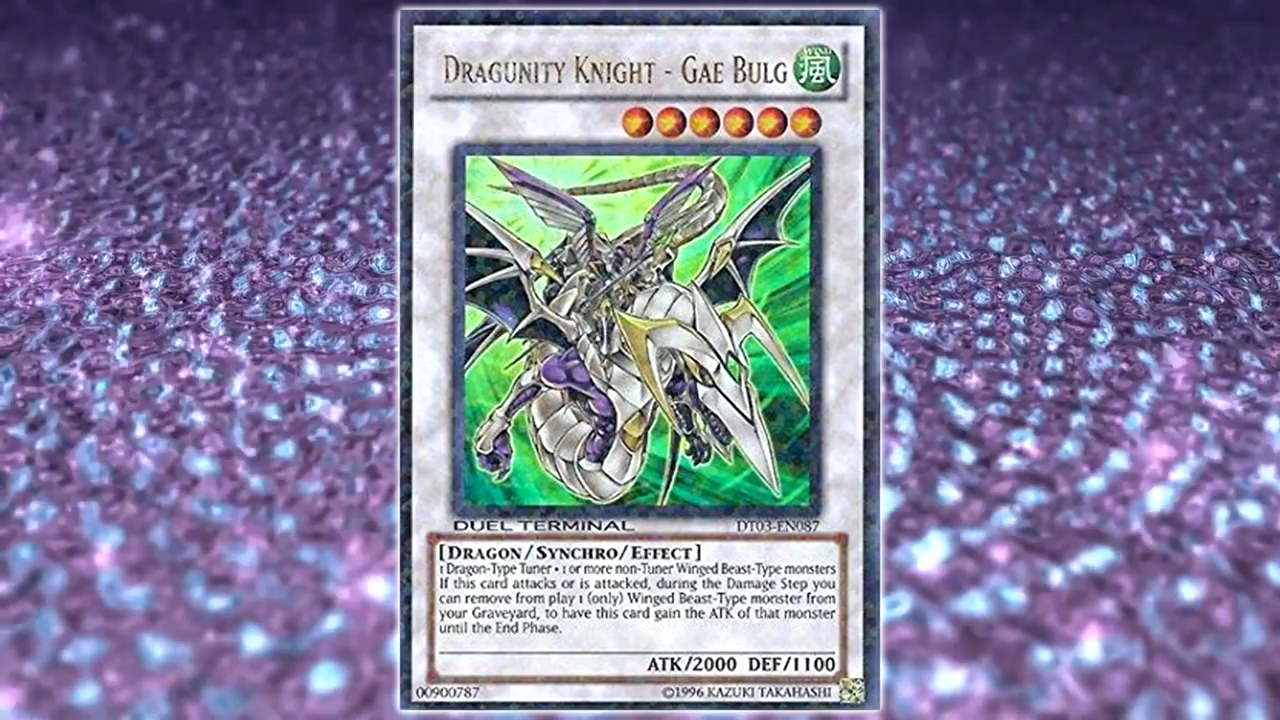 DRAGUNITY KNIGHT - GAE BULG
WIND
風
DUEL TERMINAL DT03-EN087
[DRAGON/SYNCHRO/EFFECT]
1 Dragon-Type Tuner • 1 or more non-Tuner Winged Beast-Type monsters
If this card attacks or is attacked, during the Damage Step you
can remove from play 1 (only) Winged Beast-Type monster from
your Graveyard, to have this card gain the ATK of that monster
until the End Phase.
ATK/2000 DEF/1100
00900787 ©1996 KAZUKI TAKAHASHI